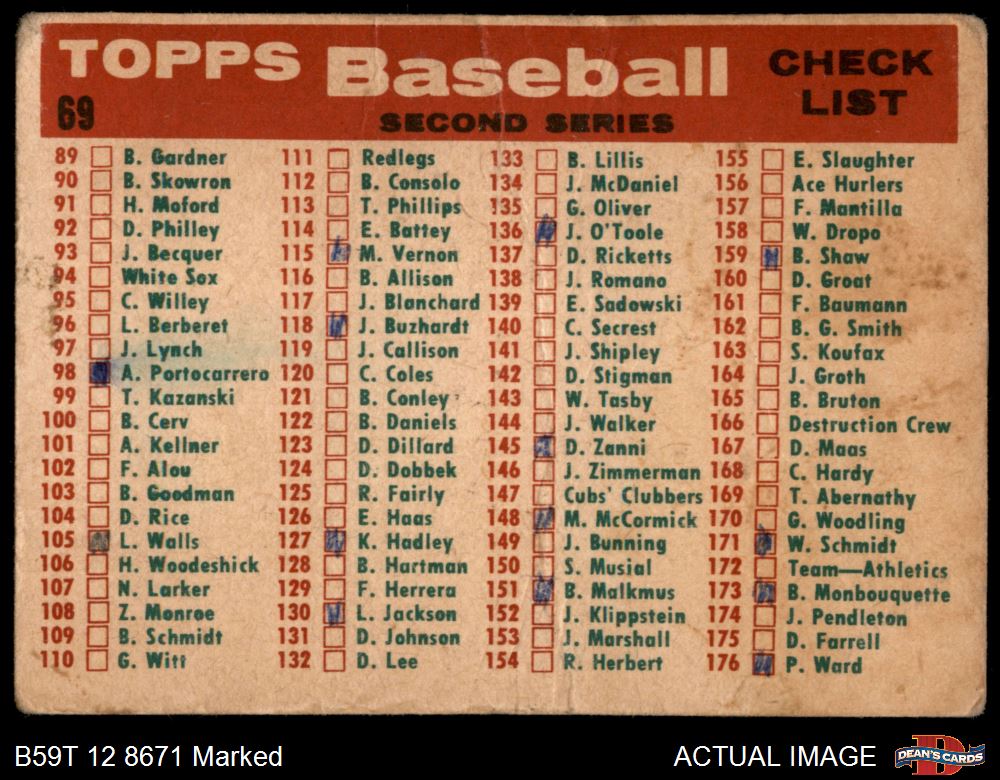 TOPPS Baseball CHECK LIST
69
SECOND SERIES
89 B. Gardner
90 B. Skowron
91 H. Moford
92 D. Philley
93 J. Becquer
94 White Sox
95 C. Willey
96 L. Berberet
97 J. Lynch
98 A. Portocarrero
99 T. Kazanski
100 B. Cerv
101 A. Kellner
102 F. Alou
103 B. Goodman
104 D. Rice
105 L. Walls
106 H. Woodeshick
107 N. Larker
108 Z. Monroe
109 B. Schmidt
110 G. Witt
111 Redlegs
112 B. Consolo
113 T. Phillips
114 E. Battey
115 M. Vernon
116 B. Allison
117 J. Blanchard
118 J. Buzhardt
119 J. Callison
120 C. Coles
121 B. Conley
122 B. Daniels
123 D. Dillard
124 D. Dobbek
125 R. Fairly
126 E. Haas
127 K. Hadley
128 B. Hartman
129 F. Herrera
130 L. Jackson
131 D. Johnson
132 D. Lee
133 B. Lillis
134 J. McDaniel
135 G. Oliver
136 J. O'Toole
137 D. Ricketts
138 J. Romano
139 E. Sadowski
140 C. Secrest
141 J. Shipley
142 D. Stigman
143 W. Tasby
144 J. Walker
145 D. Zanni
146 J. Zimmerman
147 Cubs' Clubbers
148 M. McCormick
149 J. Bunning
150 S. Musial
151 B. Malkmus
152 J. Klippstein
153 J. Marshall
154 R. Herbert
155 E. Slaughter
156 Ace Hurlers
157 F. Mantilla
158 W. Dropo
159 B. Shaw
160 D. Groat
161 F. Baumann
162 B. G. Smith
163 S. Koufax
164 J. Groth
165 B. Bruton
166 Destruction Crew
167 D. Maas
168 C. Hardy
169 T. Abernathy
170 G. Woodling
171 W. Schmidt
172 Team—Athletics
173 B. Monbouquette
174 J. Pendleton
175 D. Farrell
176 P. Ward
B59T 12 8671 Marked
ACTUAL IMAGE
DEAN'S CARDS